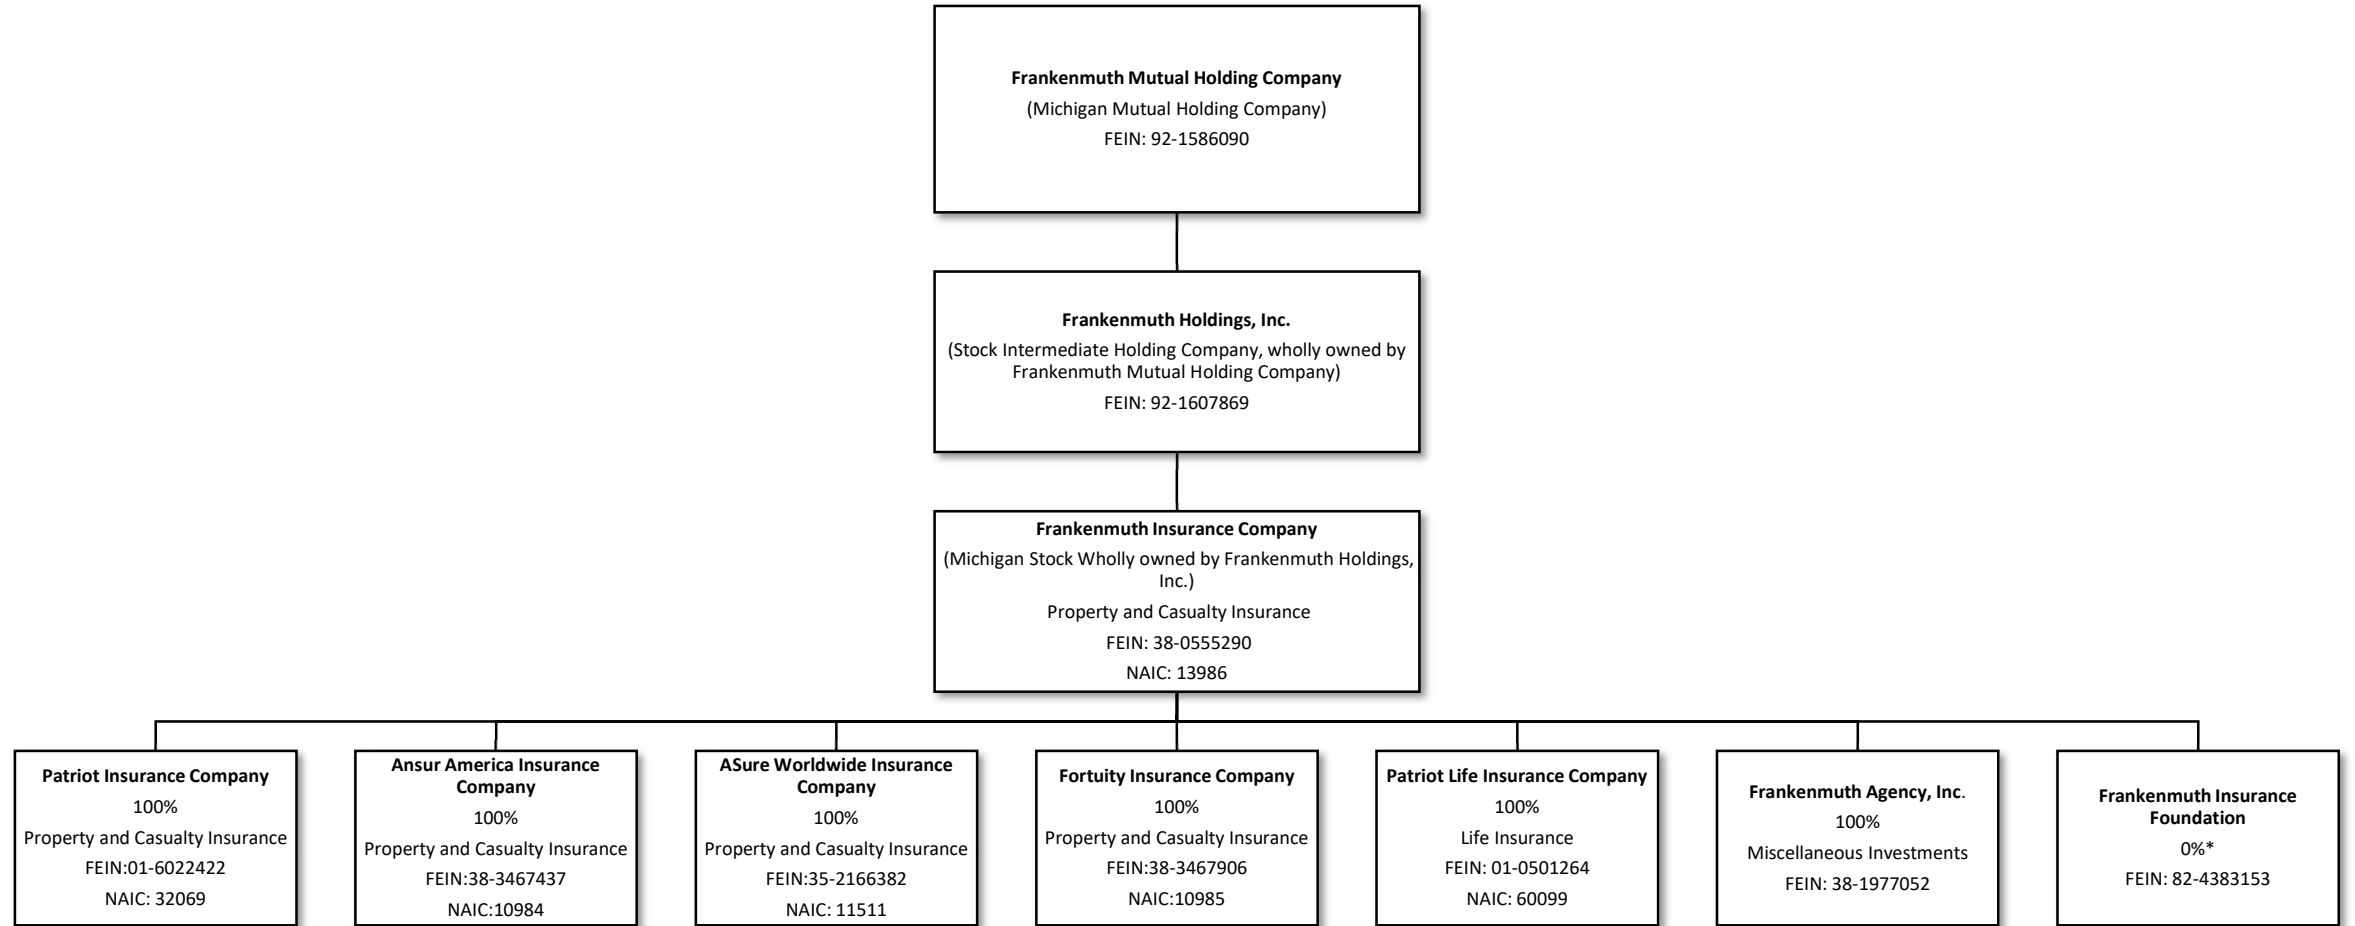 Frankenmuth Mutual Holding Company
(Michigan Mutual Holding Company)
FEIN: 92-1586090
Frankenmuth Holdings, Inc.
(Stock Intermediate Holding Company, wholly owned by
Frankenmuth Mutual Holding Company)
FEIN: 92-1607869
Frankenmuth Insurance Company
(Michigan Stock Wholly owned by Frankenmuth Holdings,
Inc.)
Property and Casualty Insurance
FEIN: 38-0555290
NAIC: 13986
Patriot Insurance Company
100%
Property and Casualty Insurance
FEIN:01-6022422
NAIC: 32069
Ansur America Insurance
Company
100%
Property and Casualty Insurance
FEIN:38-3467437
NAIC:10984
ASure Worldwide Insurance
Company
100%
Property and Casualty Insurance
FEIN:35-2166382
NAIC: 11511
Fortuity Insurance Company
100%
Property and Casualty Insurance
FEIN:38-3467906
NAIC:10985
Patriot Life Insurance Company
100%
Life Insurance
FEIN: 01-0501264
NAIC: 60099
Frankenmuth Agency, Inc.
100%
Miscellaneous Investments
FEIN: 38-1977052
Frankenmuth Insurance
Foundation
0%*
FEIN: 82-4383153